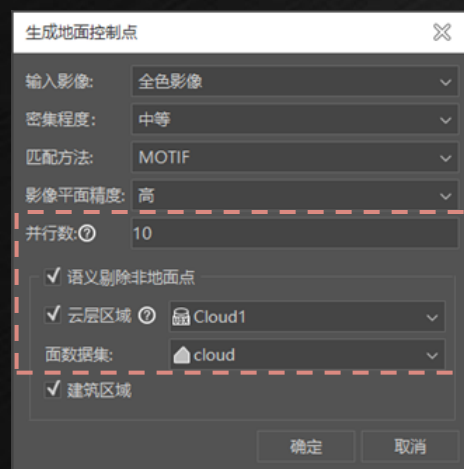 生成地面控制点
输入影像: 全色影像
密集程度: 中等
匹配方法: MOTIF
影像平面精度: 高
并行数: 10
语义剔除非地面点
云层区域 Cloud1
面数据集: cloud
建筑区域
确定 取消